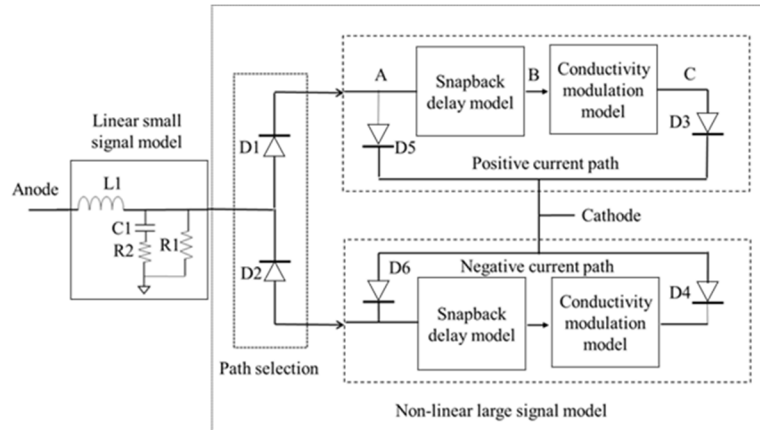 Linear small
signal model
Anode
L1
C1
R2
R1
D1
D2
Path selection
A
Snapback
delay model
B
Conductivity
modulation
model
C
D3
D5
Positive current path
Cathode
D6
Negative current path
Snapback
delay model
Conductivity
modulation
model
D4
Non-linear large signal model